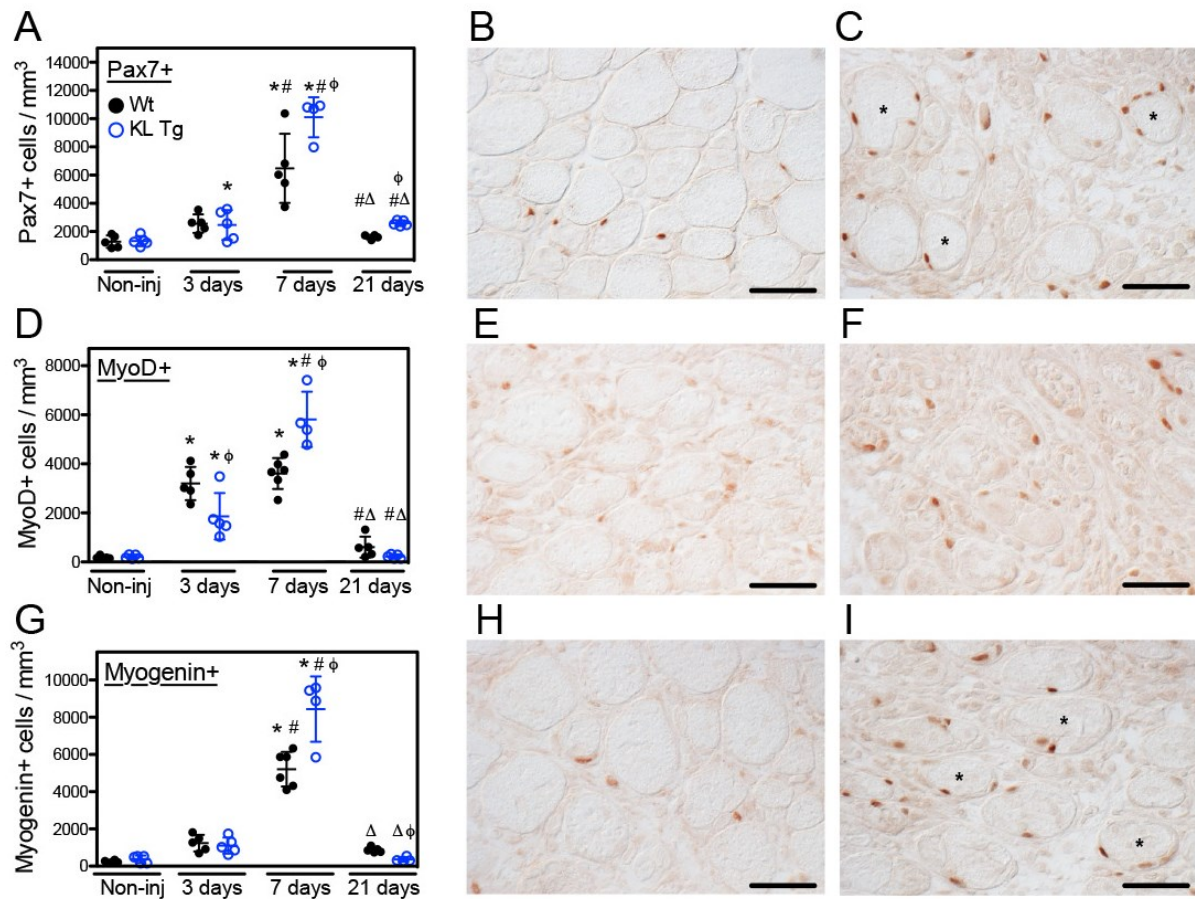 A
Pax7+ cells / mm³
14000
12000
10000
8000
6000
4000
2000
0
Pax7+
Wt
KL Tg
*
*#
*#ϕ
ϕ
#Δ #Δ
Non-inj 3 days 7 days 21 days
B
C
*
*
*
D
MyoD+ cells / mm³
8000
6000
4000
2000
0
MyoD+
*
*ϕ
*
*#ϕ
#Δ #Δ
Non-inj 3 days 7 days 21 days
E
F
G
Myogenin+ cells / mm³
10000
8000
6000
4000
2000
0
Myogenin+
*#
*#ϕ
Δ Δϕ
Non-inj 3 days 7 days 21 days
H
I
*
*
*